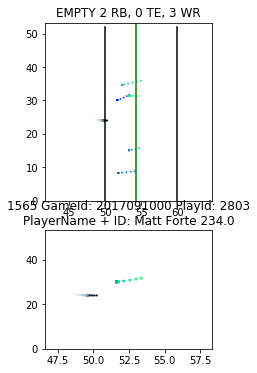 EMPTY 2 RB, 0 TE, 3 WR
50
40
30
20
10
0
45 50 55 60
1565 GameId: 2017091000 PlayId: 2803
PlayerName + ID: Matt Forte 234.0
40
20
0
47.5 50.0 52.5 55.0 57.5